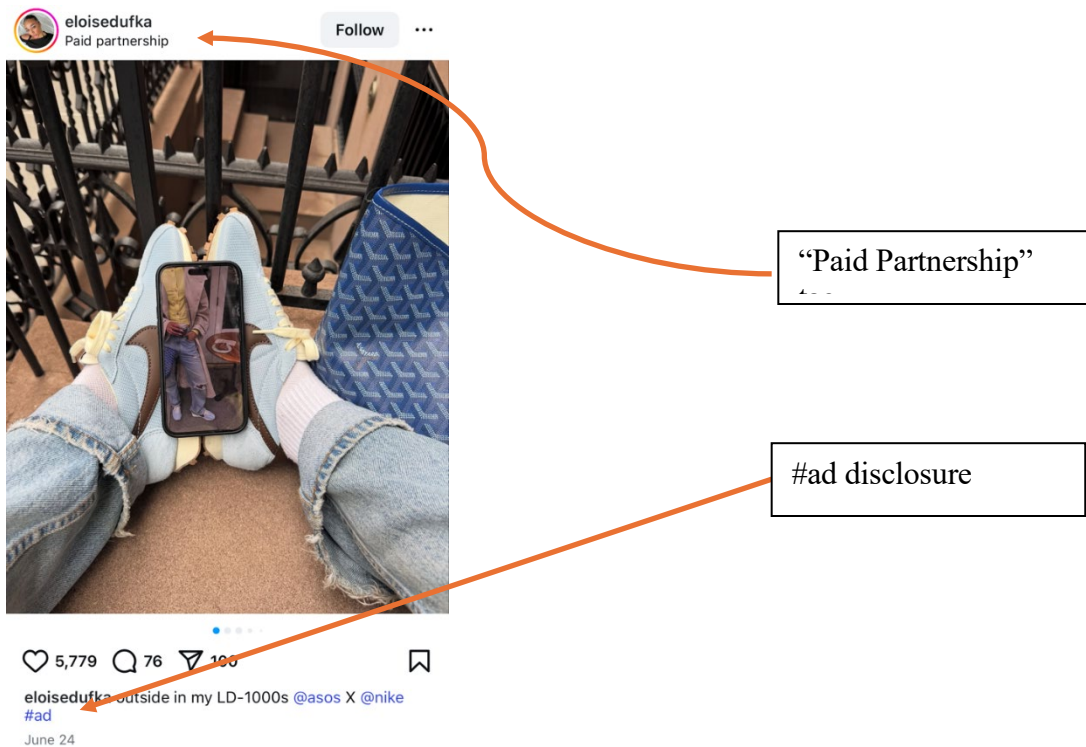 eloisedufka
Paid partnership
Follow
“Paid Partnership”
#ad disclosure
5,779
76
100
eloisedufka outside in my LD-1000s @asos X @nike
#ad
June 24